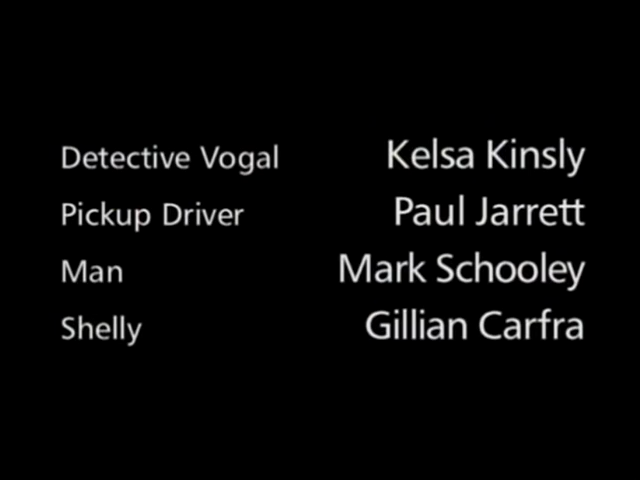 Detective Vogal Kelsa Kinsly
Pickup Driver Paul Jarrett
Man Mark Schooley
Shelly Gillian Carfra